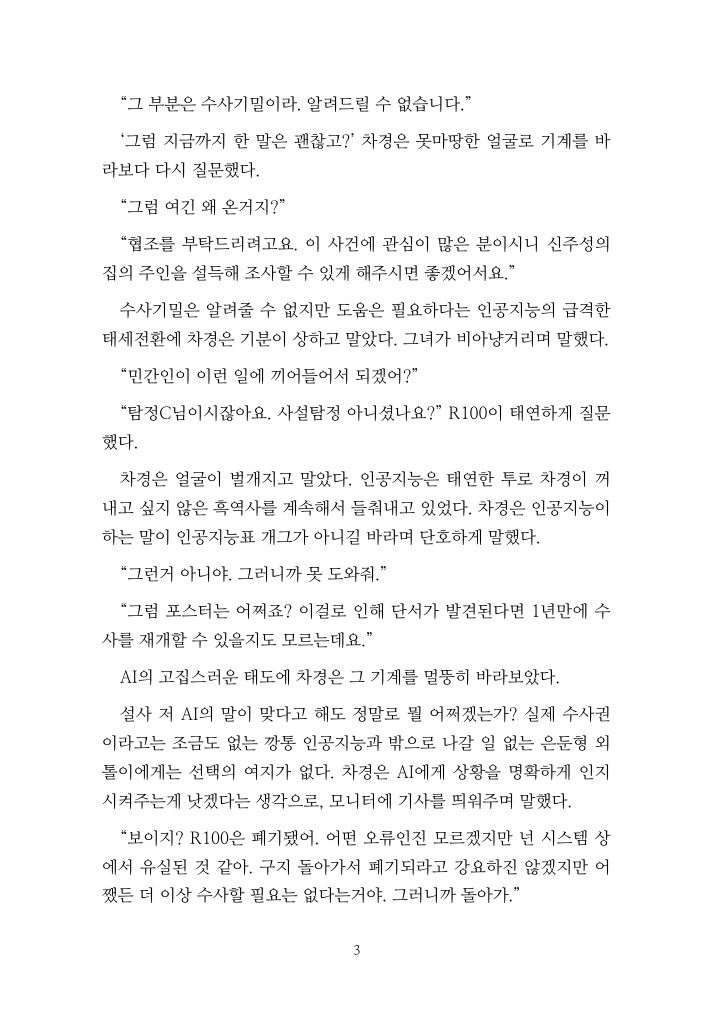 “그 부분은 수사기밀이라. 알려드릴 수 없습니다.”
‘그럼 지금까지 한 말은 괜찮고?’ 차경은 못마땅한 얼굴로 기계를 바
라보다 다시 질문했다.
“그럼 여긴 왜 온거지?”
“협조를 부탁드리려고요. 이 사건에 관심이 많은 분이시니 신주성의
집의 주인을 설득해 조사할 수 있게 해주시면 좋겠어서요.”
수사기밀은 알려줄 수 없지만 도움은 필요하다는 인공지능의 급격한
태세전환에 차경은 기분이 상하고 말았다. 그녀가 비아냥거리며 말했다.
“민간인이 이런 일에 끼어들어서 되겠어?”
“탐정C님이시잖아요. 사설탐정 아니셨나요?” R100이 태연하게 질문
했다.
차경은 얼굴이 벌개지고 말았다. 인공지능은 태연한 투로 차경이 꺼
내고 싶지 않은 흑역사를 계속해서 들춰내고 있었다. 차경은 인공지능이
하는 말이 인공지능표 개그가 아니길 바라며 단호하게 말했다.
“그런거 아니야. 그러니까 못 도와줘.”
“그럼 포스터는 어쩌죠? 이걸로 인해 단서가 발견된다면 1년만에 수
사를 재개할 수 있을지도 모르는데요.”
AI의 고집스러운 태도에 차경은 그 기계를 멀뚱히 바라보았다.
설사 저 AI의 말이 맞다고 해도 정말로 뭘 어쩌겠는가? 실제 수사권
이라고는 조금도 없는 깡통 인공지능과 밖으로 나갈 일 없는 은둔형 외
톨이에게는 선택의 여지가 없다. 차경은 AI에게 상황을 명확하게 인지
시켜주는게 낫겠다는 생각으로, 모니터에 기사를 띄워주며 말했다.
“보이지? R100은 폐기됐어. 어떤 오류인진 모르겠지만 넌 시스템 상
에서 유실된 것 같아. 구지 돌아가서 폐기되라고 강요하진 않겠지만 어
쨌든 더 이상 수사할 필요는 없다는거야. 그러니까 돌아가.”
3